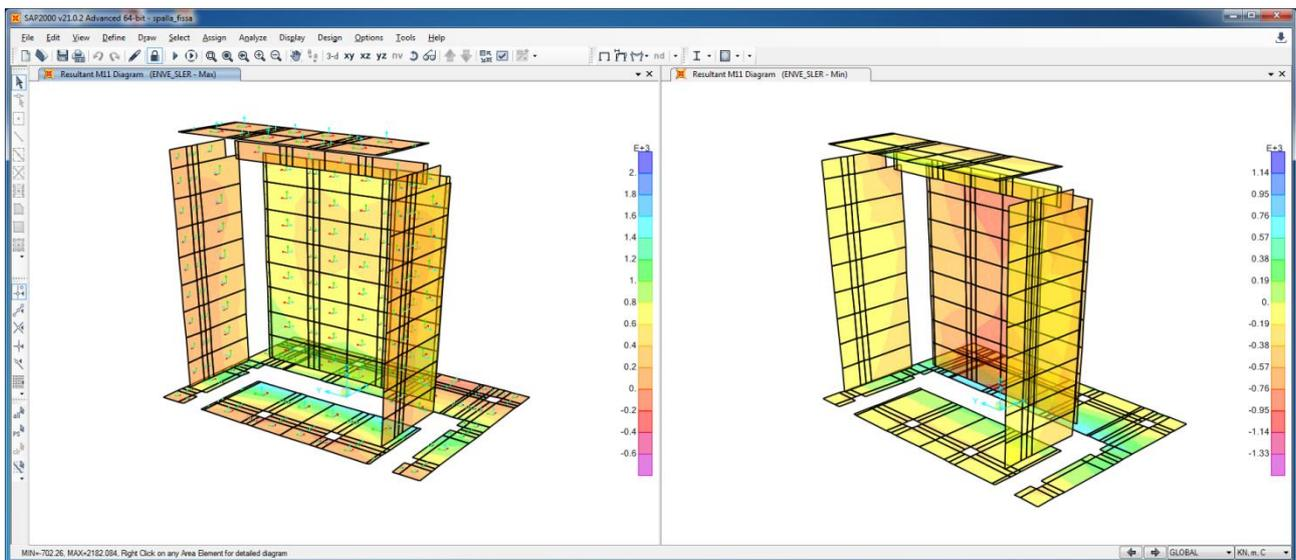 SAP2000 v21.0.2 Advanced 64-bit - spalla_fissa
File Edit View Define Draw Select Assign Analyze Display Design Options Tools Help
3-d xy xz yz nv nd
Resultant M11 Diagram (ENVE_SLER - Max)
Resultant M11 Diagram (ENVE_SLER - Min)
E+3
2.
1.8
1.6
1.4
1.2
1.
0.8
0.6
0.4
0.2
0.
-0.2
-0.4
-0.6
E+3
1.14
0.95
0.76
0.57
0.38
0.19
0.
-0.19
-0.38
-0.57
-0.76
-0.95
-1.14
-1.33
all
PS
clr
MIN=-702.26, MAX=2182.084, Right Click on any Area Element for detailed diagram
GLOBAL
KN, m, C